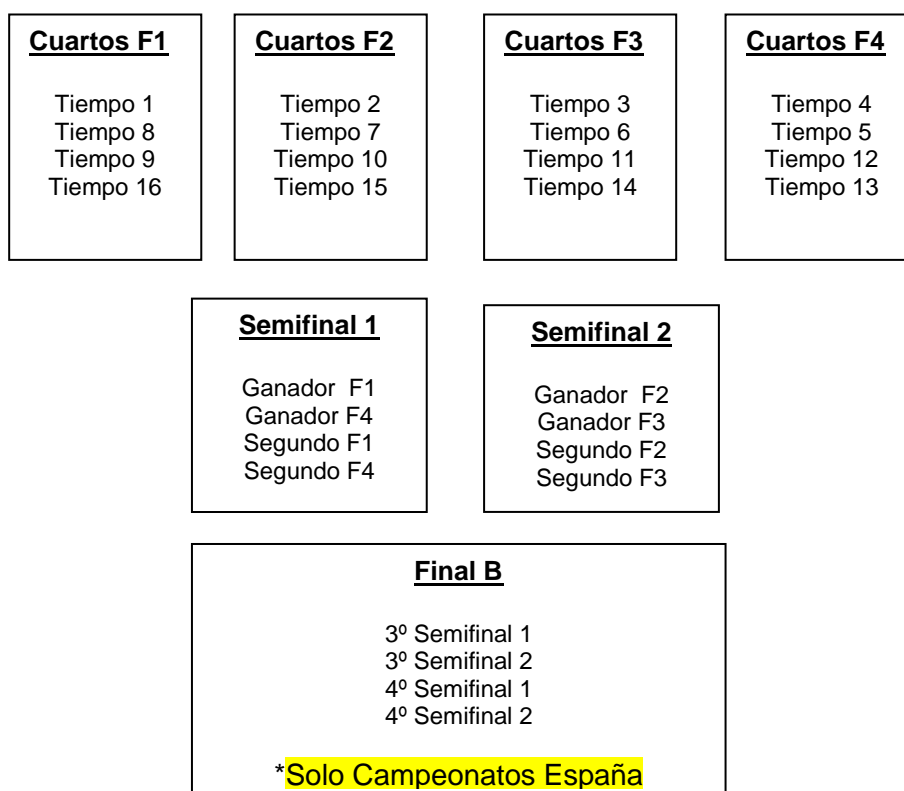 Cuartos F1
Tiempo 1
Tiempo 8
Tiempo 9
Tiempo 16
Cuartos F2
Tiempo 2
Tiempo 7
Tiempo 10
Tiempo 15
Cuartos F3
Tiempo 3
Tiempo 6
Tiempo 11
Tiempo 14
Cuartos F4
Tiempo 4
Tiempo 5
Tiempo 12
Tiempo 13
Semifinal 1
Ganador F1
Ganador F4
Segundo F1
Segundo F4
Semifinal 2
Ganador F2
Ganador F3
Segundo F2
Segundo F3
Final B
3º Semifinal 1
3º Semifinal 2
4º Semifinal 1
4º Semifinal 2
*Solo Campeonatos España